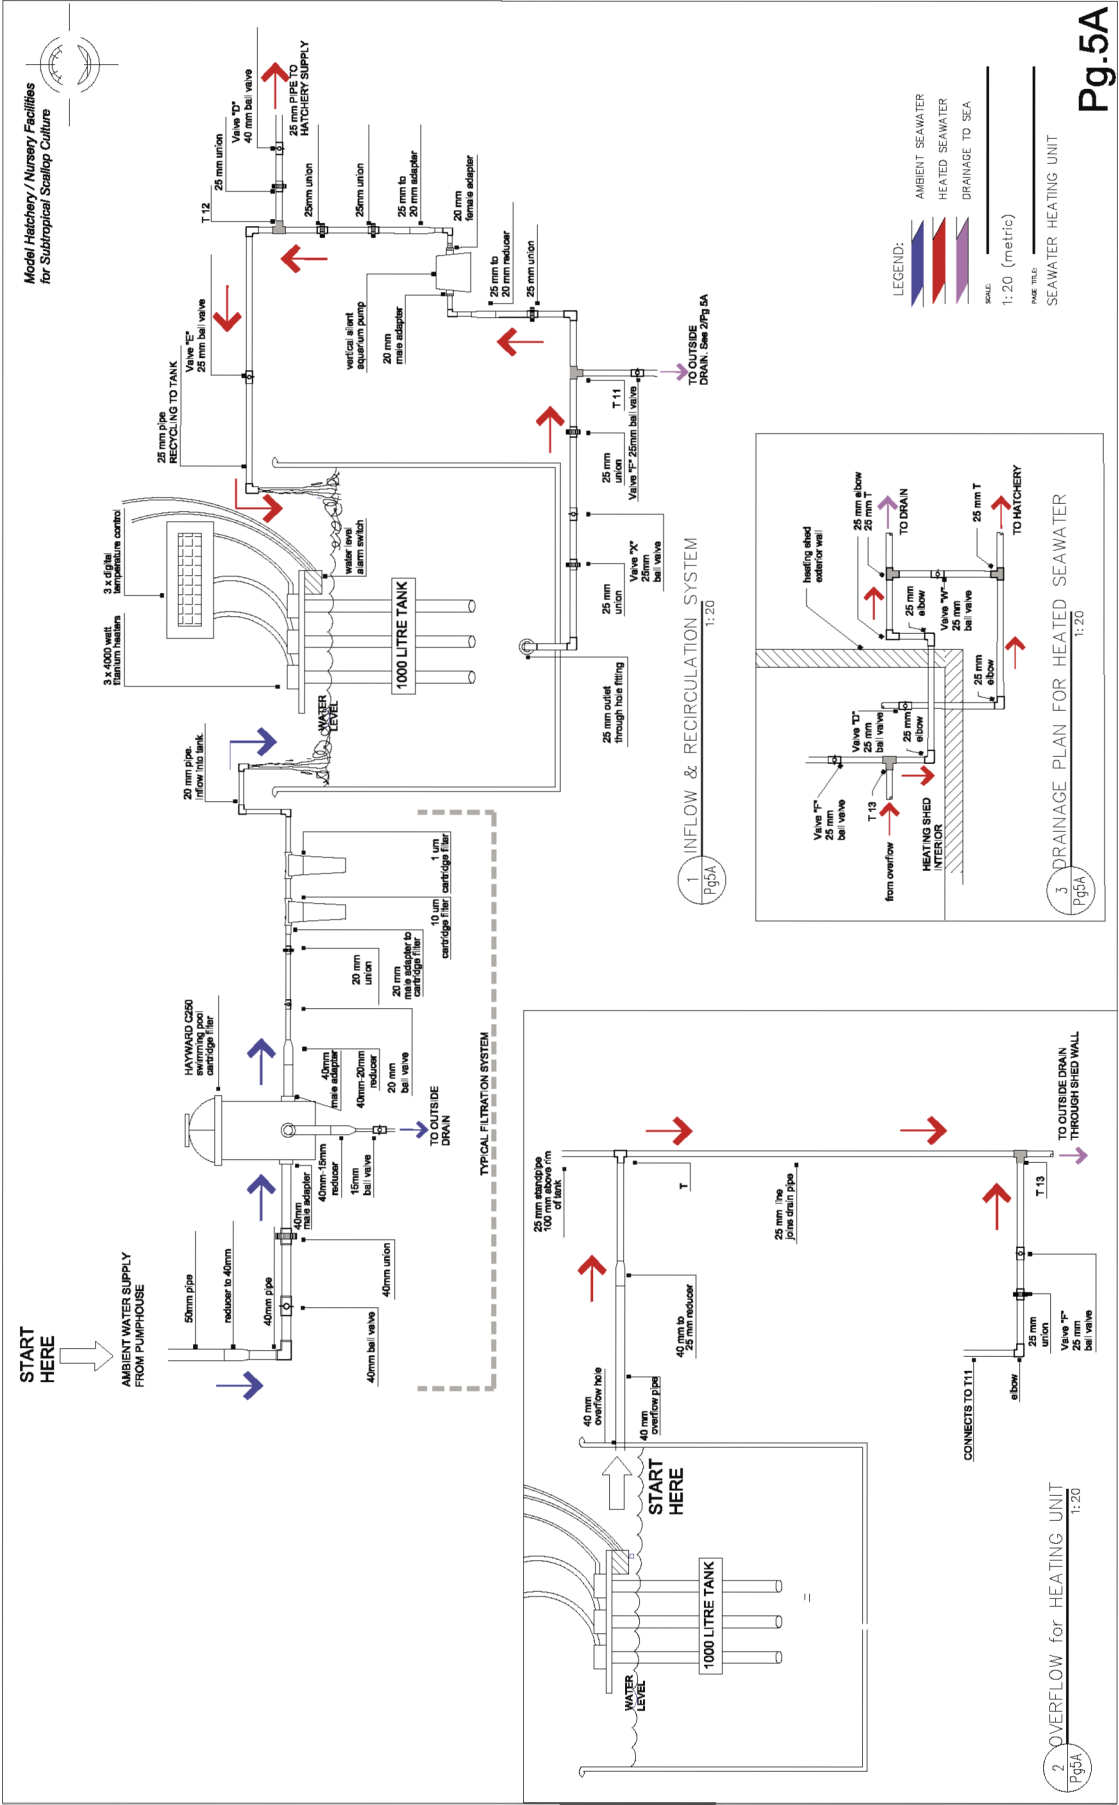 Model Hatchery / Nursery Facilities
for Subtropical Scallop Culture
START
HERE
AMBIENT WATER SUPPLY
FROM PUMPHOUSE
50mm pipe
reducer to 40mm
40mm pipe
40mm ball valve
40mm union
40mm
male adapter
HAYWARD C250
swimming pool
cartridge filter
40mm-15mm
reducer
15mm
ball valve
TO OUTSIDE
DRAIN
40mm
male adapter
40mm-20mm
reducer
20 mm
ball valve
20 mm
union
20 mm
male adapter to
cartridge filter
10 um
cartridge filter
1 um
cartridge filter
TYPICAL FILTRATION SYSTEM
20 mm pipe.
Inflow into tank.
WATER
LEVEL
3 x 4000 watt
titanium heaters
3 x digital
temperature control
1000 LITRE TANK
water level
alarm switch
25 mm pipe
RECYCLING TO TANK
Valve "E"
25 mm ball valve
T 12
25 mm union
Valve "D"
40 mm ball valve
25 mm PIPE TO
HATCHERY SUPPLY
25mm union
25mm union
25 mm to
20 mm adapter
20 mm
female adapter
vertical silent
aquarium pump
20 mm
male adapter
25 mm to
20 mm reducer
25 mm union
25 mm outlet
through hole fitting
25 mm
union
Valve "X"
25mm
ball valve
25 mm
union
Valve "F" 25mm ball valve
T 11
TO OUTSIDE
DRAIN. See 2/Pg 5A
1
Pg5A
INFLOW & RECIRCULATION SYSTEM
1:20
START
HERE
WATER
LEVEL
1000 LITRE TANK
40 mm
overflow hole
40 mm
overflow pipe
40 mm to
25 mm reducer
25 mm standpipe
100 mm above rim
of tank
T
25 mm line
joins drain pipe
CONNECTS TO T11
elbow
25 mm
union
Valve "F"
25 mm
ball valve
T 13
TO OUTSIDE DRAIN
THROUGH SHED WALL
2
Pg5A
OVERFLOW for HEATING UNIT
1:20
heating shed
exterior wall
Valve "F"
25 mm
ball valve
T 13
from overflow
HEATING SHED
INTERIOR
Valve "D"
25 mm
ball valve
25 mm
elbow
25 mm
elbow
25 mm elbow
25 mm T
TO DRAIN
Valve "W"
25 mm
ball valve
25 mm
elbow
25 mm T
TO HATCHERY
3
Pg5A
DRAINAGE PLAN FOR HEATED SEAWATER
1:20
LEGEND:
AMBIENT SEAWATER
HEATED SEAWATER
DRAINAGE TO SEA
SCALE:
1:20 (metric)
PAGE TITLE:
SEAWATER HEATING UNIT
Pg.5A